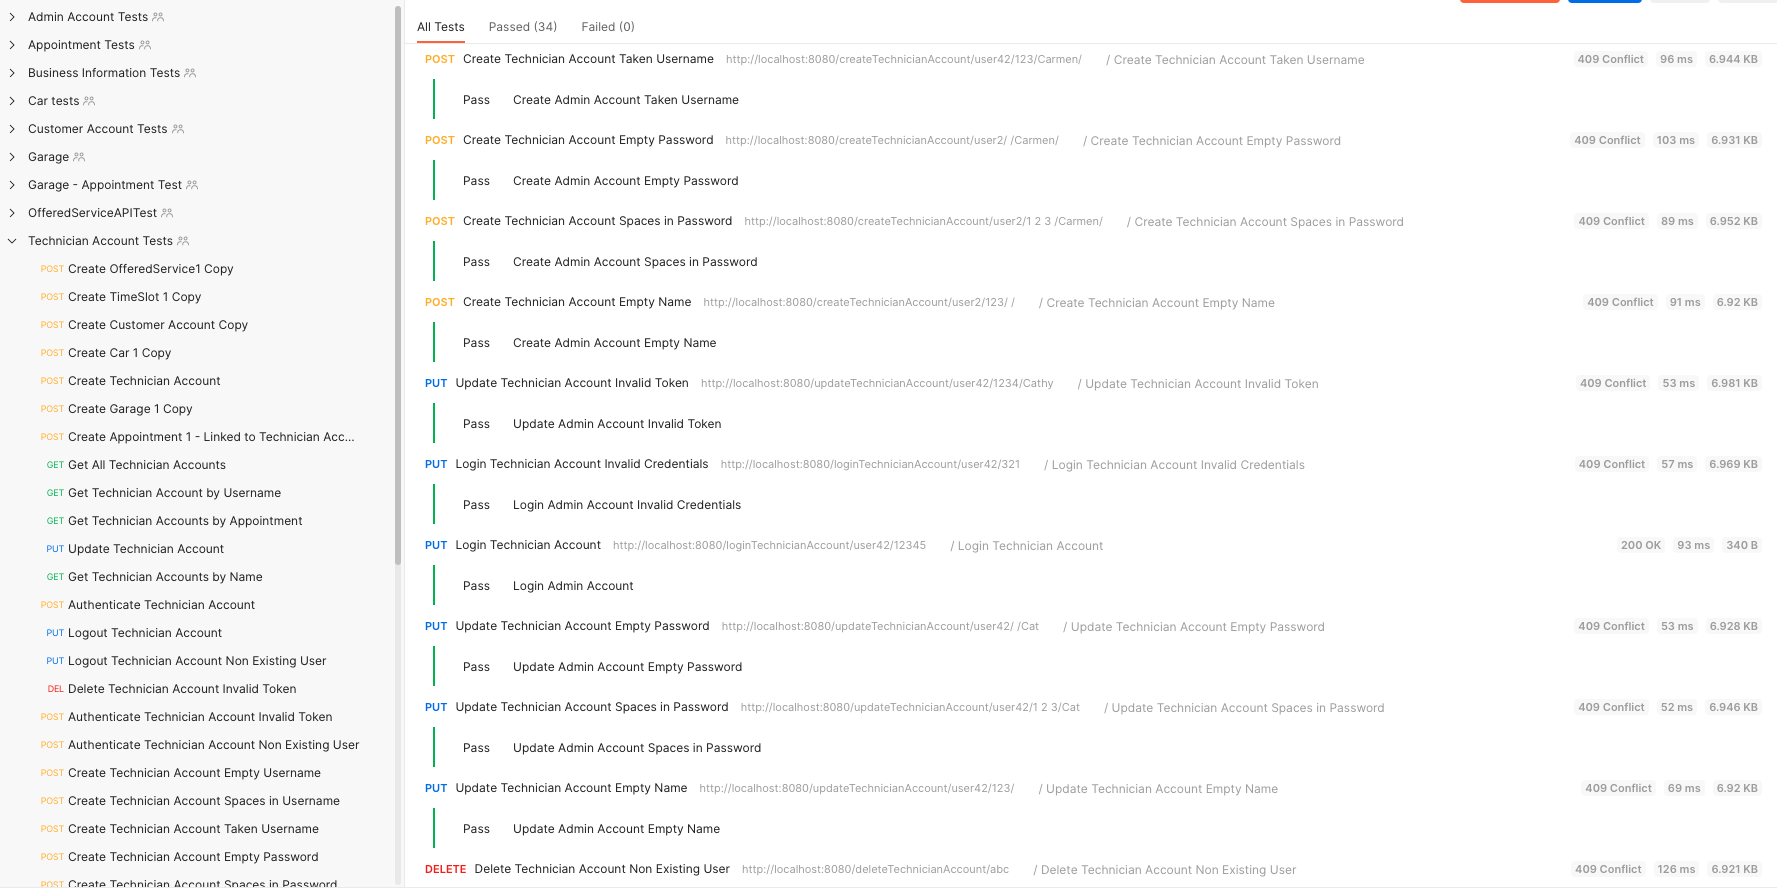 Admin Account Tests
Appointment Tests
Business Information Tests
Car tests
Customer Account Tests
Garage
Garage - Appointment Test
OfferedServiceAPITest
Technician Account Tests
POST Create OfferedService1 Copy
POST Create TimeSlot 1 Copy
POST Create Customer Account Copy
POST Create Car 1 Copy
POST Create Technician Account
POST Create Garage 1 Copy
POST Create Appointment 1 - Linked to Technician Acc...
GET Get All Technician Accounts
GET Get Technician Account by Username
GET Get Technician Accounts by Appointment
PUT Update Technician Account
GET Get Technician Accounts by Name
POST Authenticate Technician Account
PUT Logout Technician Account
PUT Logout Technician Account Non Existing User
DEL Delete Technician Account Invalid Token
POST Authenticate Technician Account Invalid Token
POST Authenticate Technician Account Non Existing User
POST Create Technician Account Empty Username
POST Create Technician Account Spaces in Username
POST Create Technician Account Taken Username
POST Create Technician Account Empty Password
POST Create Technician Account Spaces in Password
All Tests Passed (34) Failed (0)
POST Create Technician Account Taken Username http://localhost:8080/createTechnicianAccount/user42/123/Carmen/ / Create Technician Account Taken Username 409 Conflict 96 ms 6.944 KB
Pass Create Admin Account Taken Username
POST Create Technician Account Empty Password http://localhost:8080/createTechnicianAccount/user2/ /Carmen/ / Create Technician Account Empty Password 409 Conflict 103 ms 6.931 KB
Pass Create Admin Account Empty Password
POST Create Technician Account Spaces in Password http://localhost:8080/createTechnicianAccount/user2/1 2 3 /Carmen/ / Create Technician Account Spaces in Password 409 Conflict 89 ms 6.952 KB
Pass Create Admin Account Spaces in Password
POST Create Technician Account Empty Name http://localhost:8080/createTechnicianAccount/user2/123/ / / Create Technician Account Empty Name 409 Conflict 91 ms 6.92 KB
Pass Create Admin Account Empty Name
PUT Update Technician Account Invalid Token http://localhost:8080/updateTechnicianAccount/user42/1234/Cathy / Update Technician Account Invalid Token 409 Conflict 53 ms 6.981 KB
Pass Update Admin Account Invalid Token
PUT Login Technician Account Invalid Credentials http://localhost:8080/loginTechnicianAccount/user42/321 / Login Technician Account Invalid Credentials 409 Conflict 57 ms 6.969 KB
Pass Login Admin Account Invalid Credentials
PUT Login Technician Account http://localhost:8080/loginTechnicianAccount/user42/12345 / Login Technician Account 200 OK 93 ms 340 B
Pass Login Admin Account
PUT Update Technician Account Empty Password http://localhost:8080/updateTechnicianAccount/user42/ /Cat / Update Technician Account Empty Password 409 Conflict 53 ms 6.928 KB
Pass Update Admin Account Empty Password
PUT Update Technician Account Spaces in Password http://localhost:8080/updateTechnicianAccount/user42/1 2 3/Cat / Update Technician Account Spaces in Password 409 Conflict 52 ms 6.946 KB
Pass Update Admin Account Spaces in Password
PUT Update Technician Account Empty Name http://localhost:8080/updateTechnicianAccount/user42/123/ / Update Technician Account Empty Name 409 Conflict 69 ms 6.92 KB
Pass Update Admin Account Empty Name
DELETE Delete Technician Account Non Existing User http://localhost:8080/deleteTechnicianAccount/abc / Delete Technician Account Non Existing User 409 Conflict 126 ms 6.921 KB